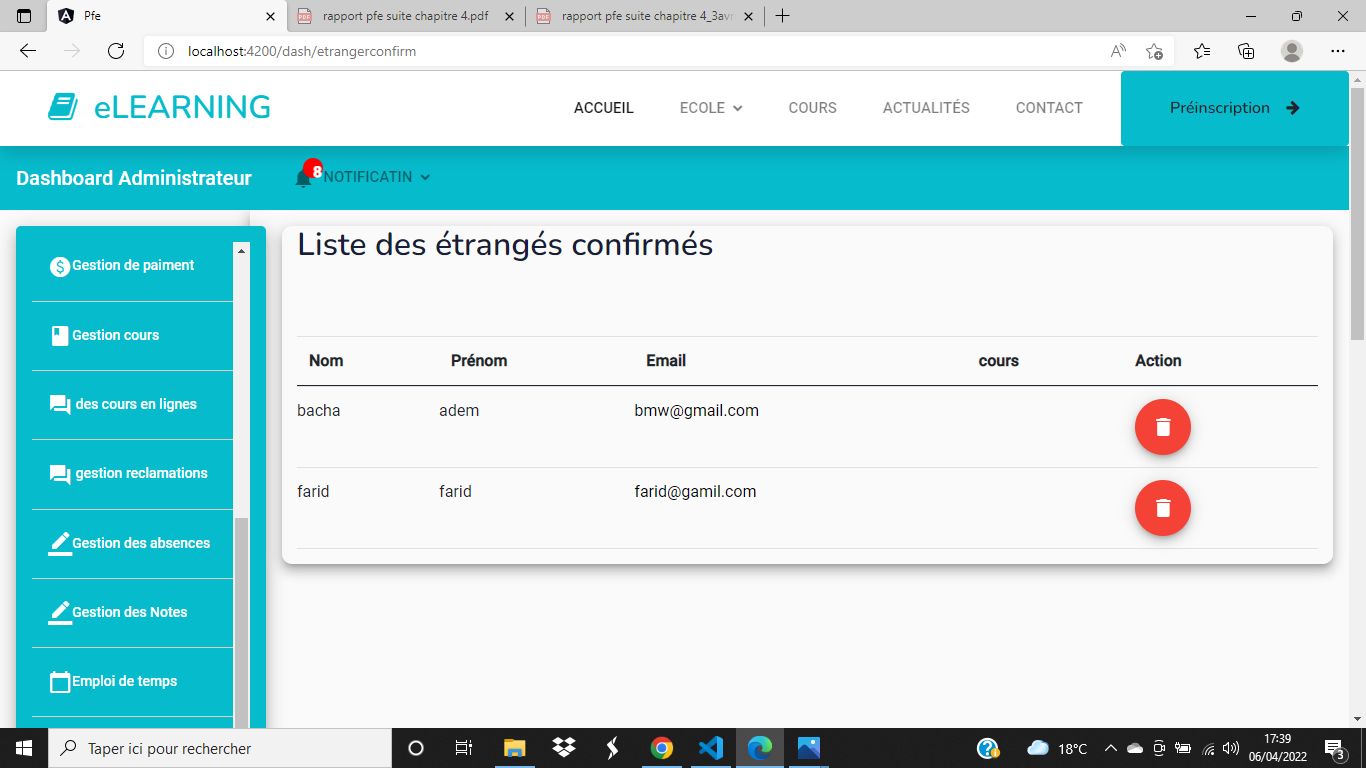 Pfe
rapport pfe suite chapitre 4.pdf
rapport pfe suite chapitre 4_3avr
localhost:4200/dash/etrangerconfirm
eLEARNING
ACCUEIL
ECOLE
COURS
ACTUALITÉS
CONTACT
Préinscription
Dashboard Administrateur
8
NOTIFICATIN
Gestion de paiment
Gestion cours
des cours en lignes
gestion reclamations
Gestion des absences
Gestion des Notes
Emploi de temps
Liste des étrangés confirmés
Nom Prénom Email cours Action
bacha adem bmw@gmail.com
farid farid farid@gamil.com
Taper ici pour rechercher
18°C
17:39
06/04/2022
3